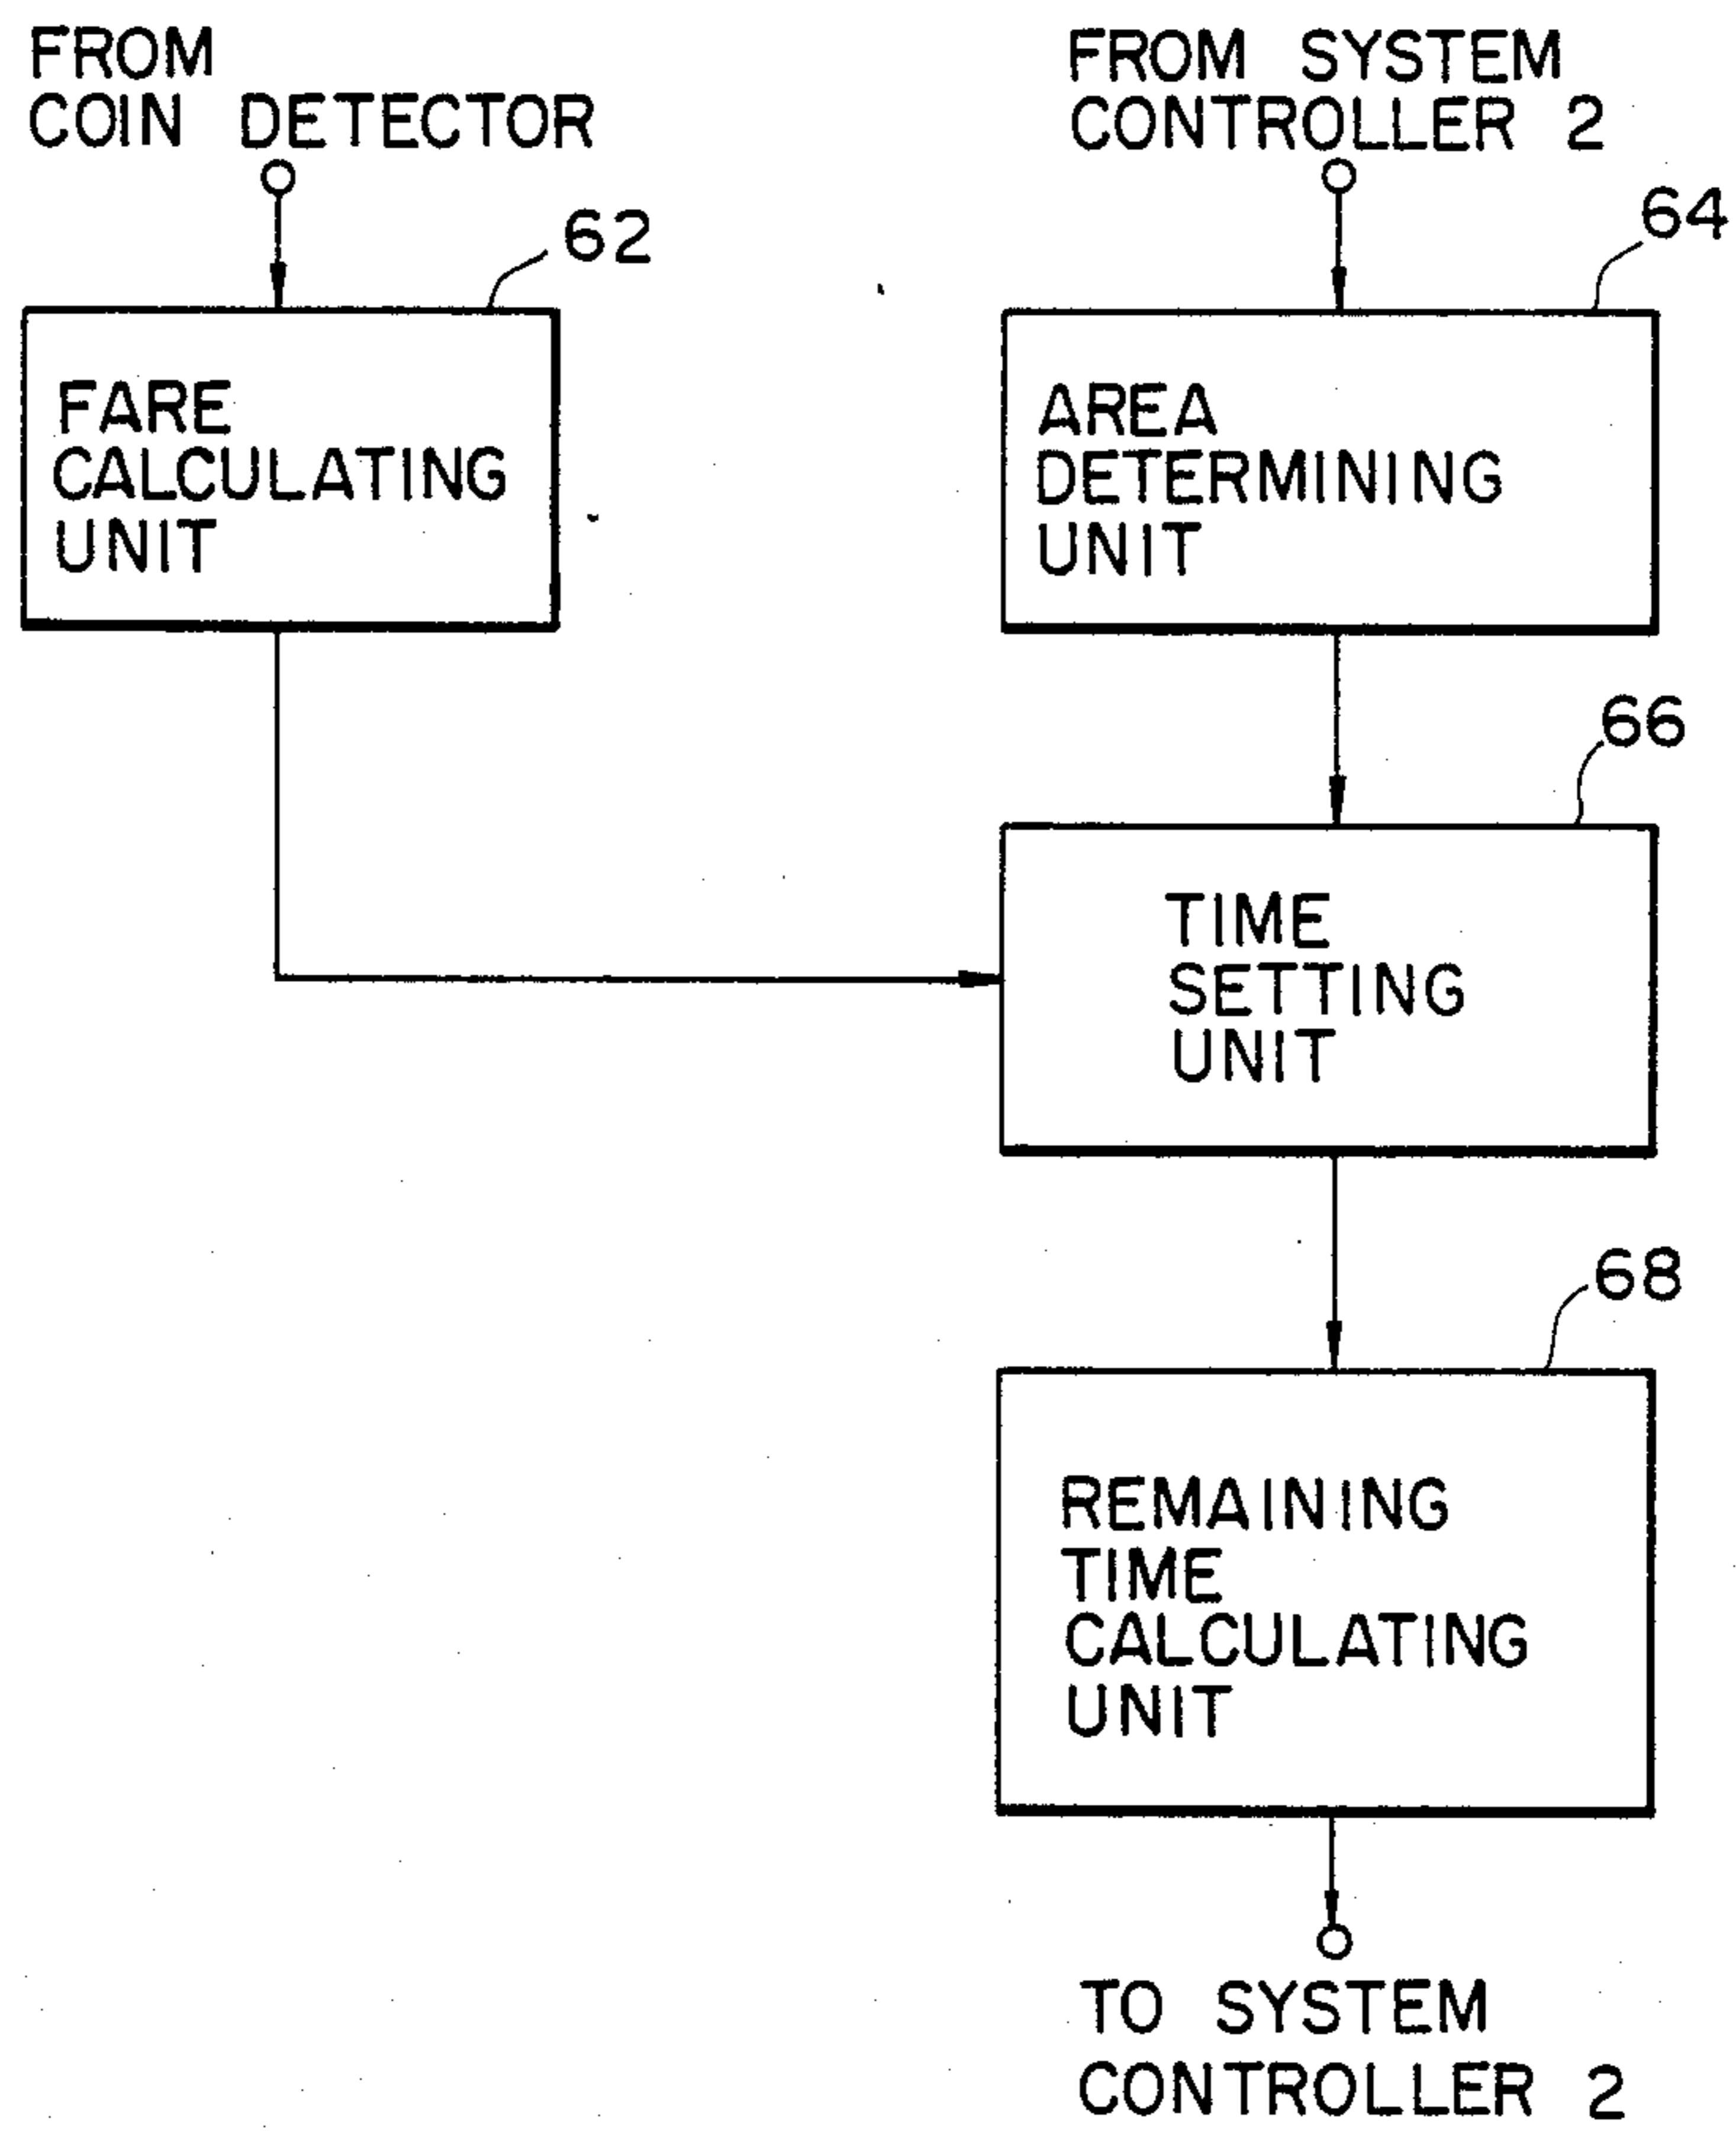 FROM
COIN DETECTOR
FROM SYSTEM
CONTROLLER 2
62
64
FARE
CALCULATING
UNIT
AREA
DETERMINING
UNIT
66
TIME
SETTING
UNIT
68
REMAINING
TIME
CALCULATING
UNIT
TO SYSTEM
CONTROLLER 2